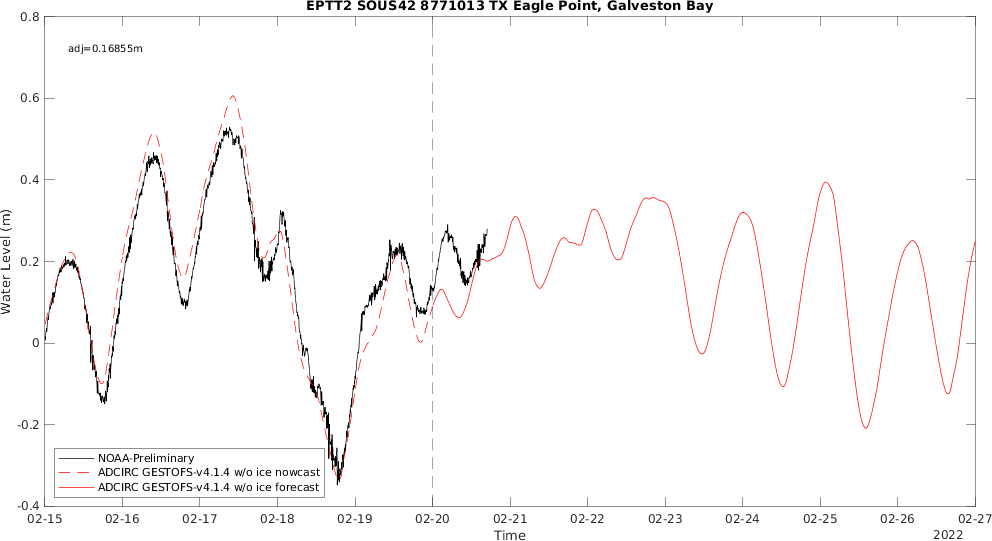 EPTT2 SOUS42 8771013 TX Eagle Point, Galveston Bay
adj=0.16855m
Water Level (m)
0.8
0.6
0.4
0.2
0
-0.2
-0.4
NOAA-Preliminary
ADCIRC GESTOFS-v4.1.4 w/o ice nowcast
ADCIRC GESTOFS-v4.1.4 w/o ice forecast
02-15 02-16 02-17 02-18 02-19 02-20 02-21 02-22 02-23 02-24 02-25 02-26 02-27
Time
2022